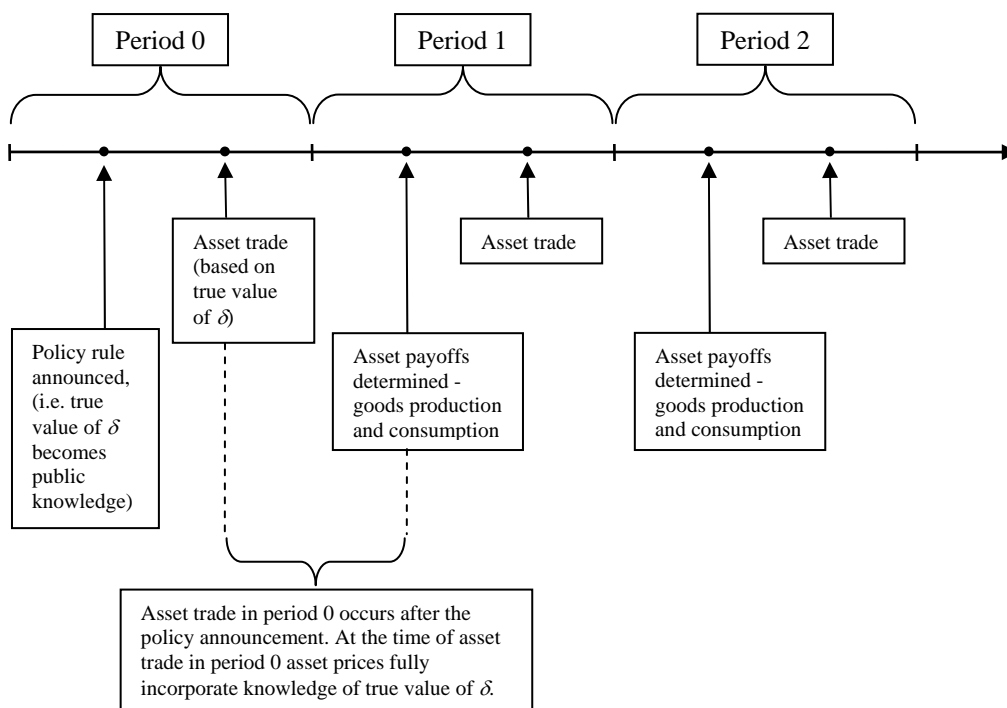 Period 0
Period 1
Period 2
Asset trade
(based on
true value
of δ)
Asset trade
Asset trade
Policy rule
announced,
(i.e. true
value of δ
becomes
public
knowledge)
Asset payoffs
determined -
goods production
and consumption
Asset payoffs
determined -
goods production
and consumption
Asset trade in period 0 occurs after the
policy announcement. At the time of asset
trade in period 0 asset prices fully
incorporate knowledge of true value of δ.